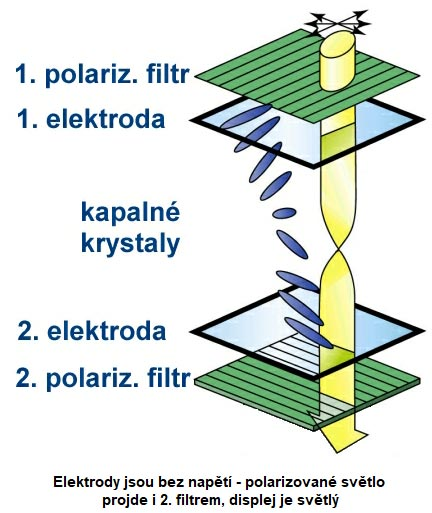 1. polariz. filtr
1. elektroda
kapalné
krystaly
2. elektroda
2. polariz. filtr
Elektrody jsou bez napětí - polarizované světlo
projde i 2. filtrem, displej je světlý